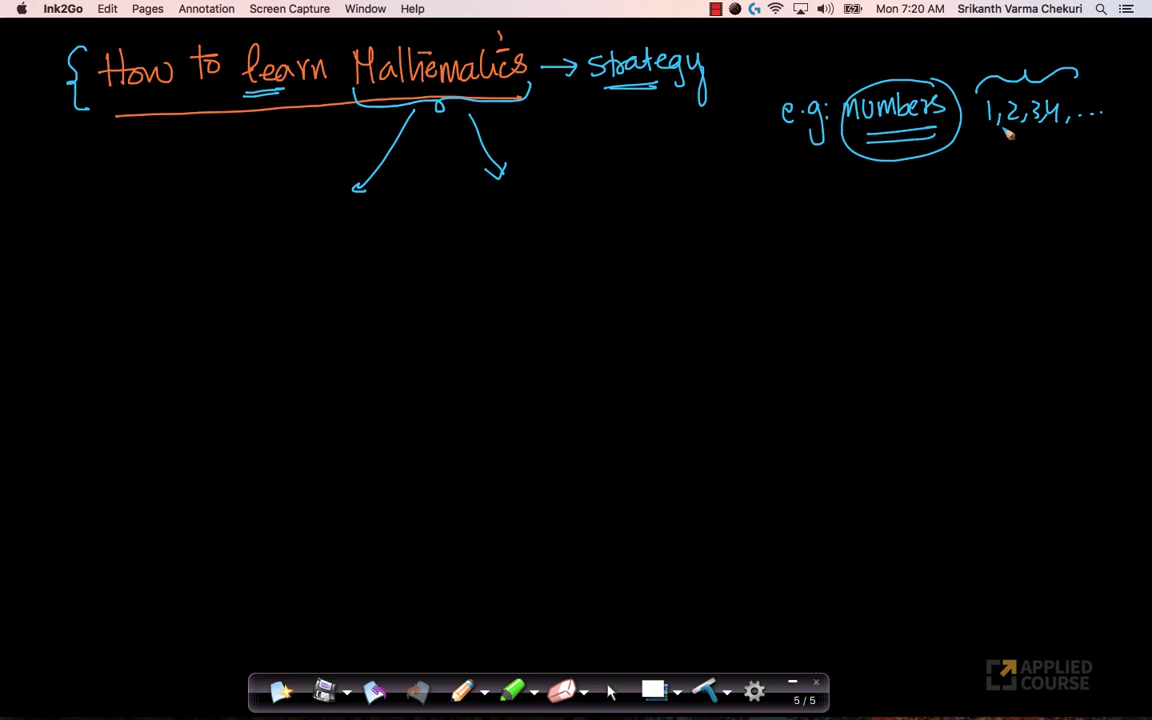 Ink2Go Edit Pages Annotation Screen Capture Window Help Mon 7:20 AM Srikanth Varma Chekuri
{ How to learn Mathematics → strategy
e.g: numbers 1,2,3,4, ...
APPLIED
COURSE
5/5